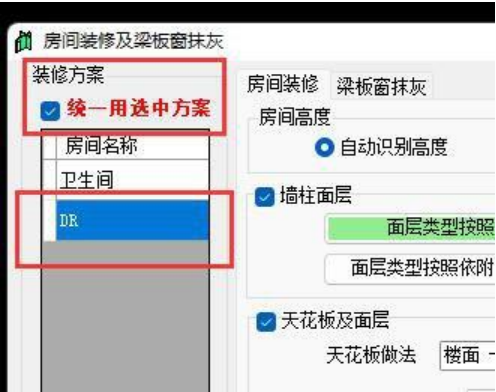 房间装修及梁板窗抹灰
装修方案
统一用选中方案
房间名称
卫生间
DR
房间装修 梁板窗抹灰
房间高度
自动识别高度
墙柱面层
面层类型按照
面层类型按照依附
天花板及面层
天花板做法 楼面